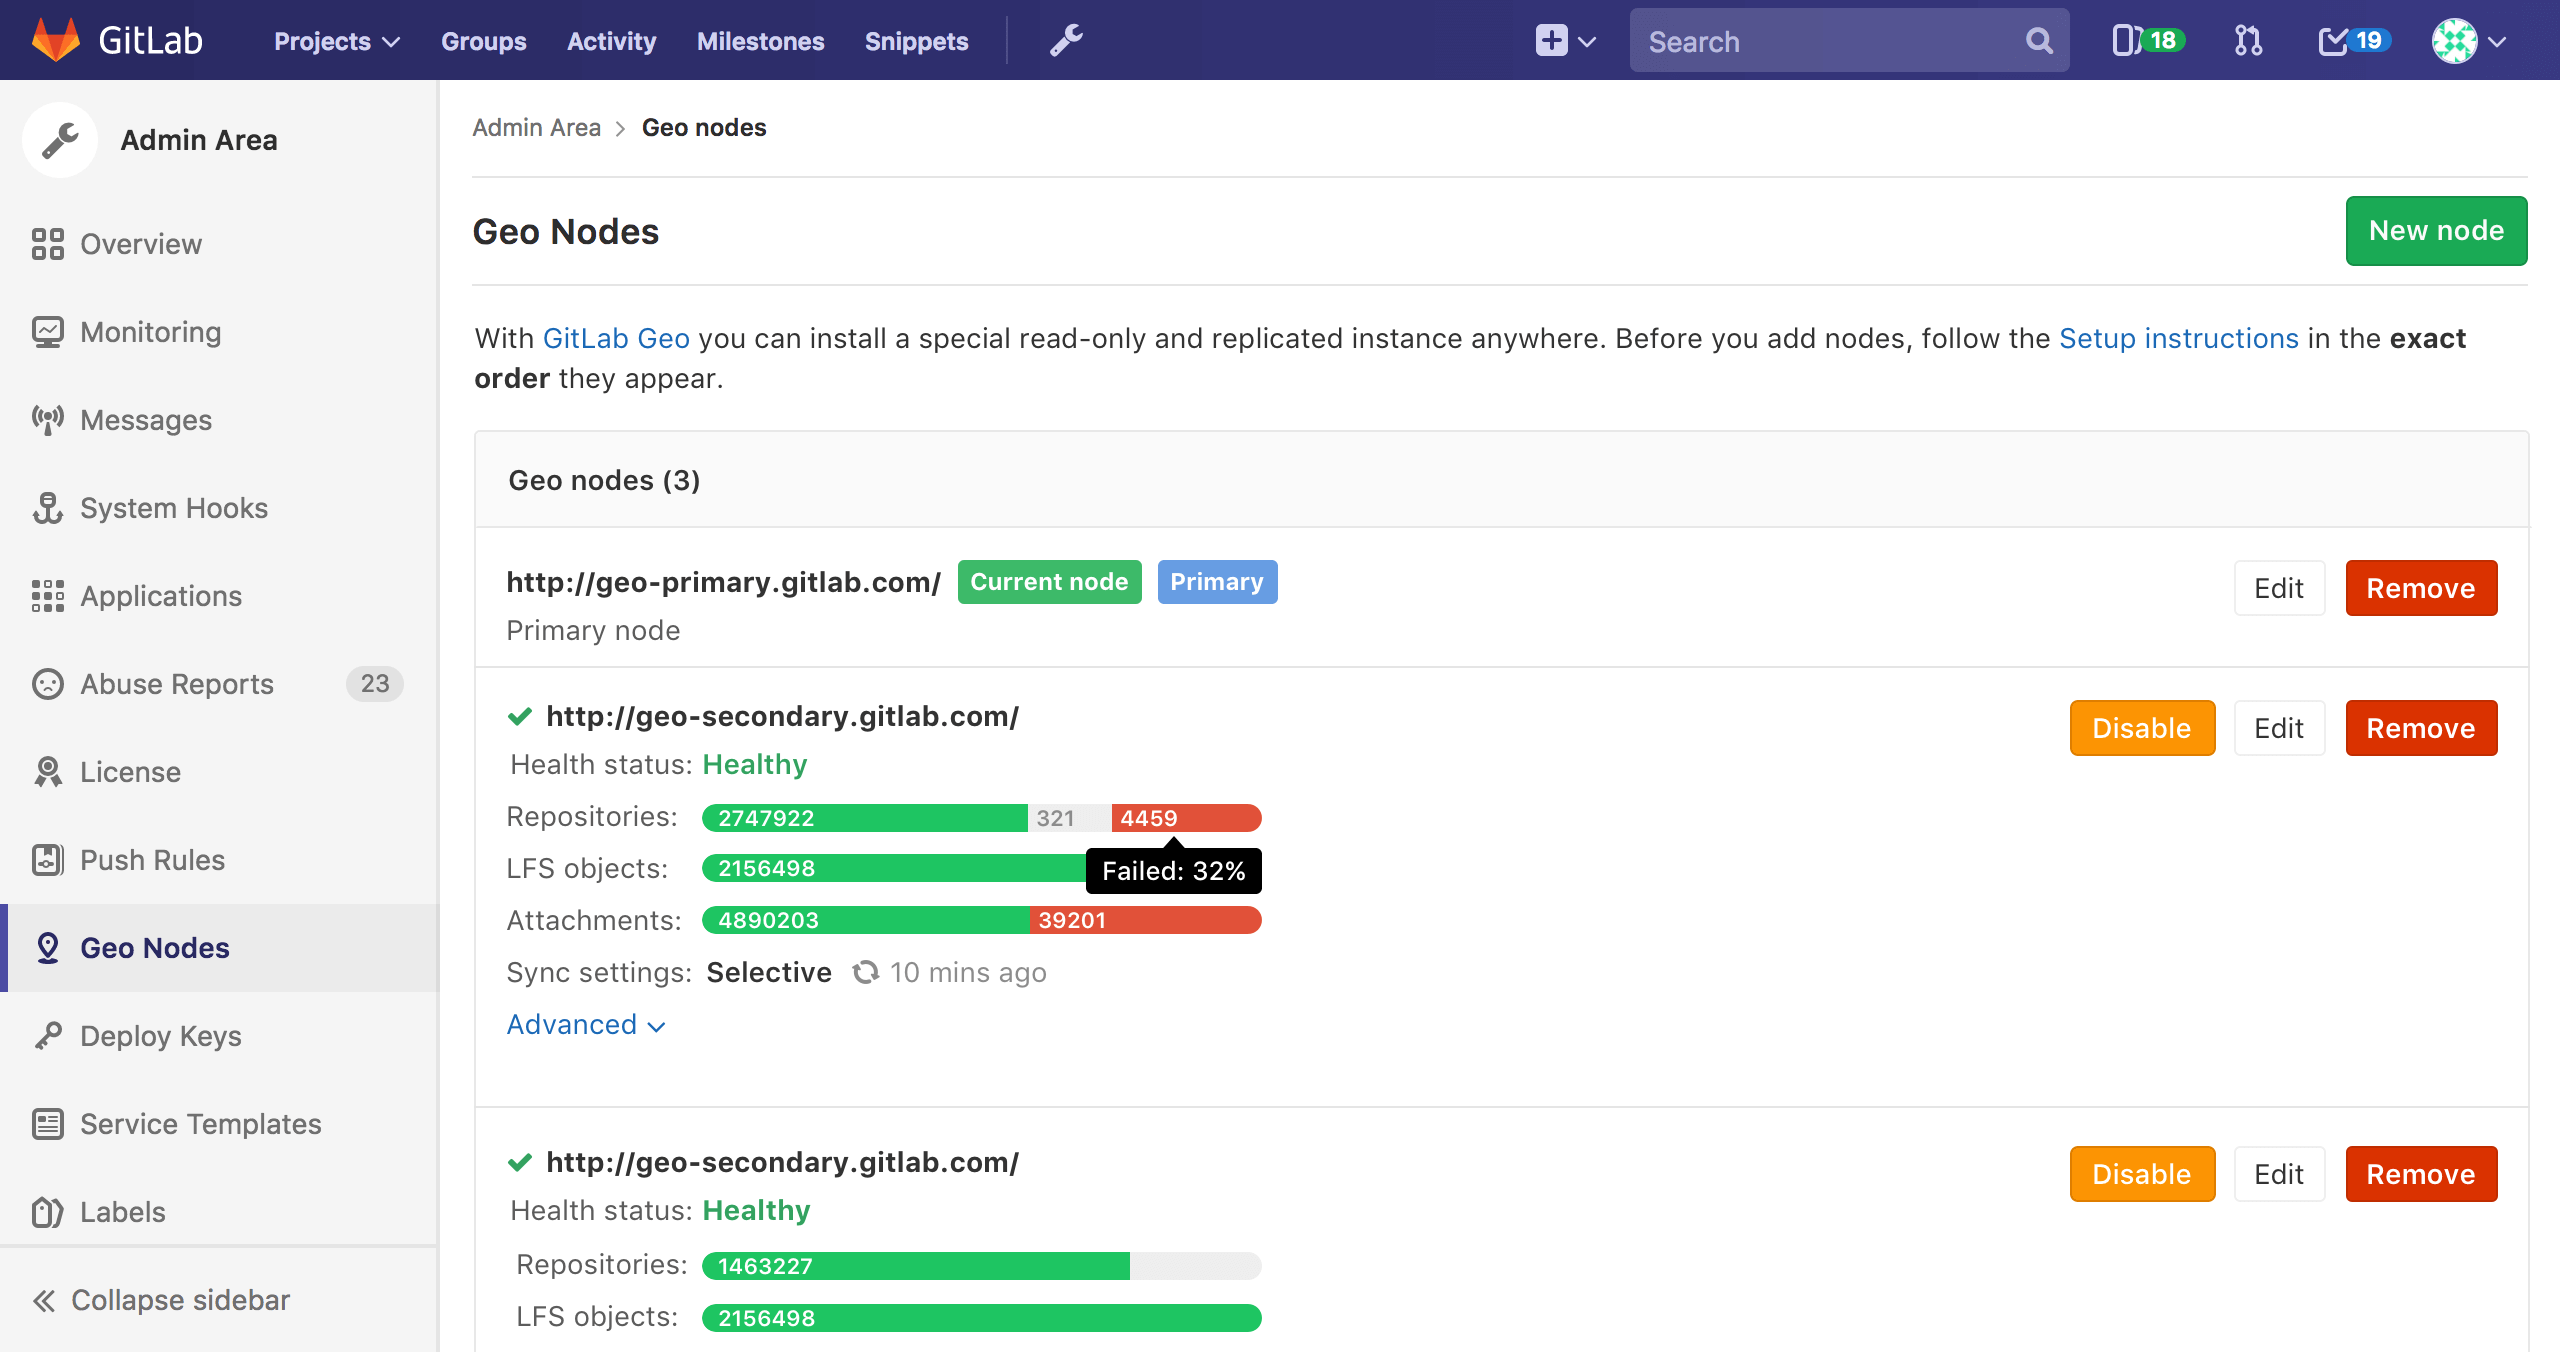 GitLab Projects Groups Activity Milestones Snippets Search 18 19
Admin Area
Overview
Monitoring
Messages
System Hooks
Applications
Abuse Reports 23
License
Push Rules
Geo Nodes
Deploy Keys
Service Templates
Labels
Collapse sidebar
Admin Area > Geo nodes
Geo Nodes New node
With GitLab Geo you can install a special read-only and replicated instance anywhere. Before you add nodes, follow the Setup instructions in the exact
order they appear.
Geo nodes (3)
http://geo-primary.gitlab.com/ Current node Primary Edit Remove
Primary node
http://geo-secondary.gitlab.com/ Disable Edit Remove
Health status: Healthy
Repositories: 2747922 321 4459
LFS objects: 2156498 Failed: 32%
Attachments: 4890203 39201
Sync settings: Selective 10 mins ago
Advanced
http://geo-secondary.gitlab.com/ Disable Edit Remove
Health status: Healthy
Repositories: 1463227
LFS objects: 2156498